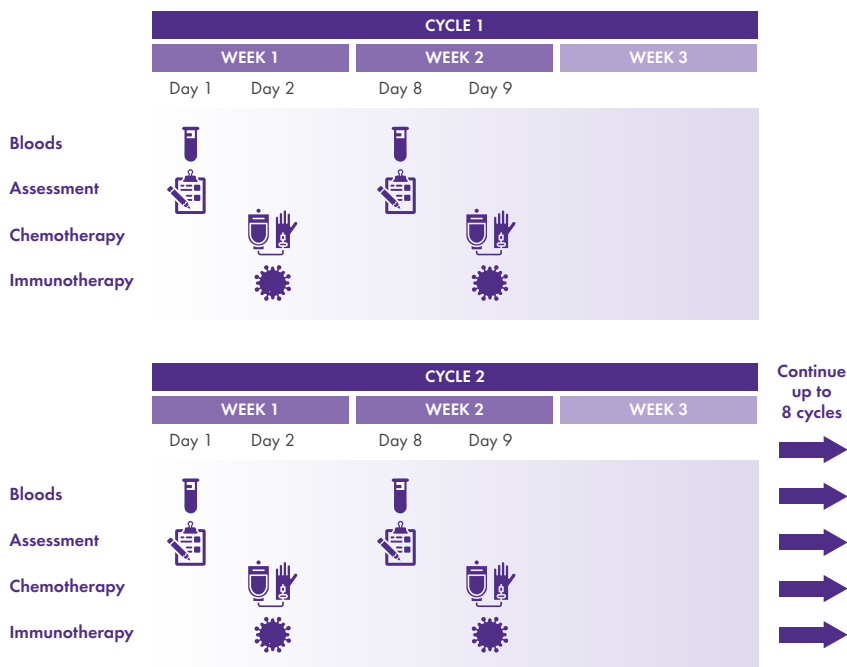 CYCLE 1
WEEK 1 WEEK 2 WEEK 3
Day 1 Day 2 Day 8 Day 9
Bloods
Assessment
Chemotherapy
Immunotherapy
CYCLE 2
WEEK 1 WEEK 2 WEEK 3
Day 1 Day 2 Day 8 Day 9
Bloods
Assessment
Chemotherapy
Immunotherapy
Continue
up to
8 cycles